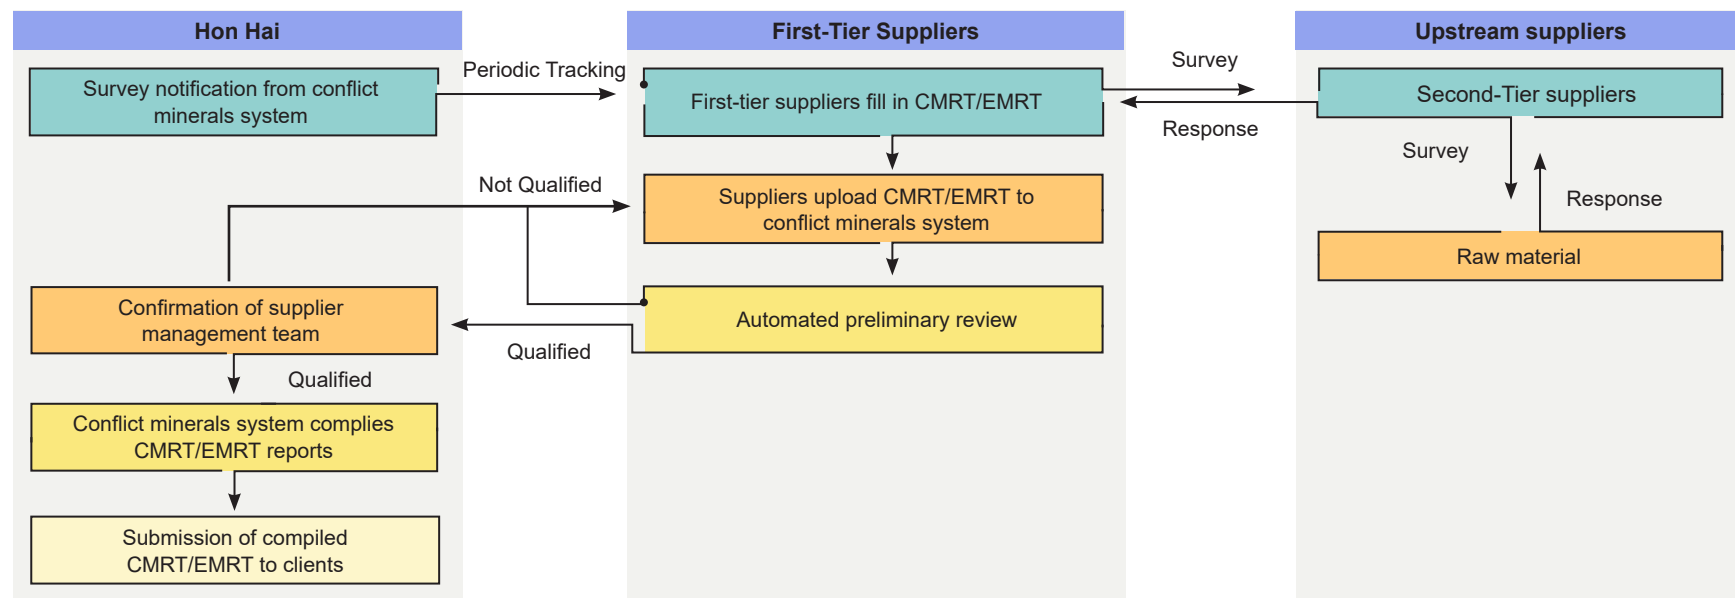 Hon Hai
First-Tier Suppliers
Upstream suppliers
Survey notification from conflict
minerals system
Periodic Tracking
First-tier suppliers fill in CMRT/EMRT
Survey
Response
Second-Tier suppliers
Survey
Response
Raw material
Not Qualified
Suppliers upload CMRT/EMRT to
conflict minerals system
Automated preliminary review
Qualified
Confirmation of supplier
management team
Qualified
Conflict minerals system complies
CMRT/EMRT reports
Submission of compiled
CMRT/EMRT to clients